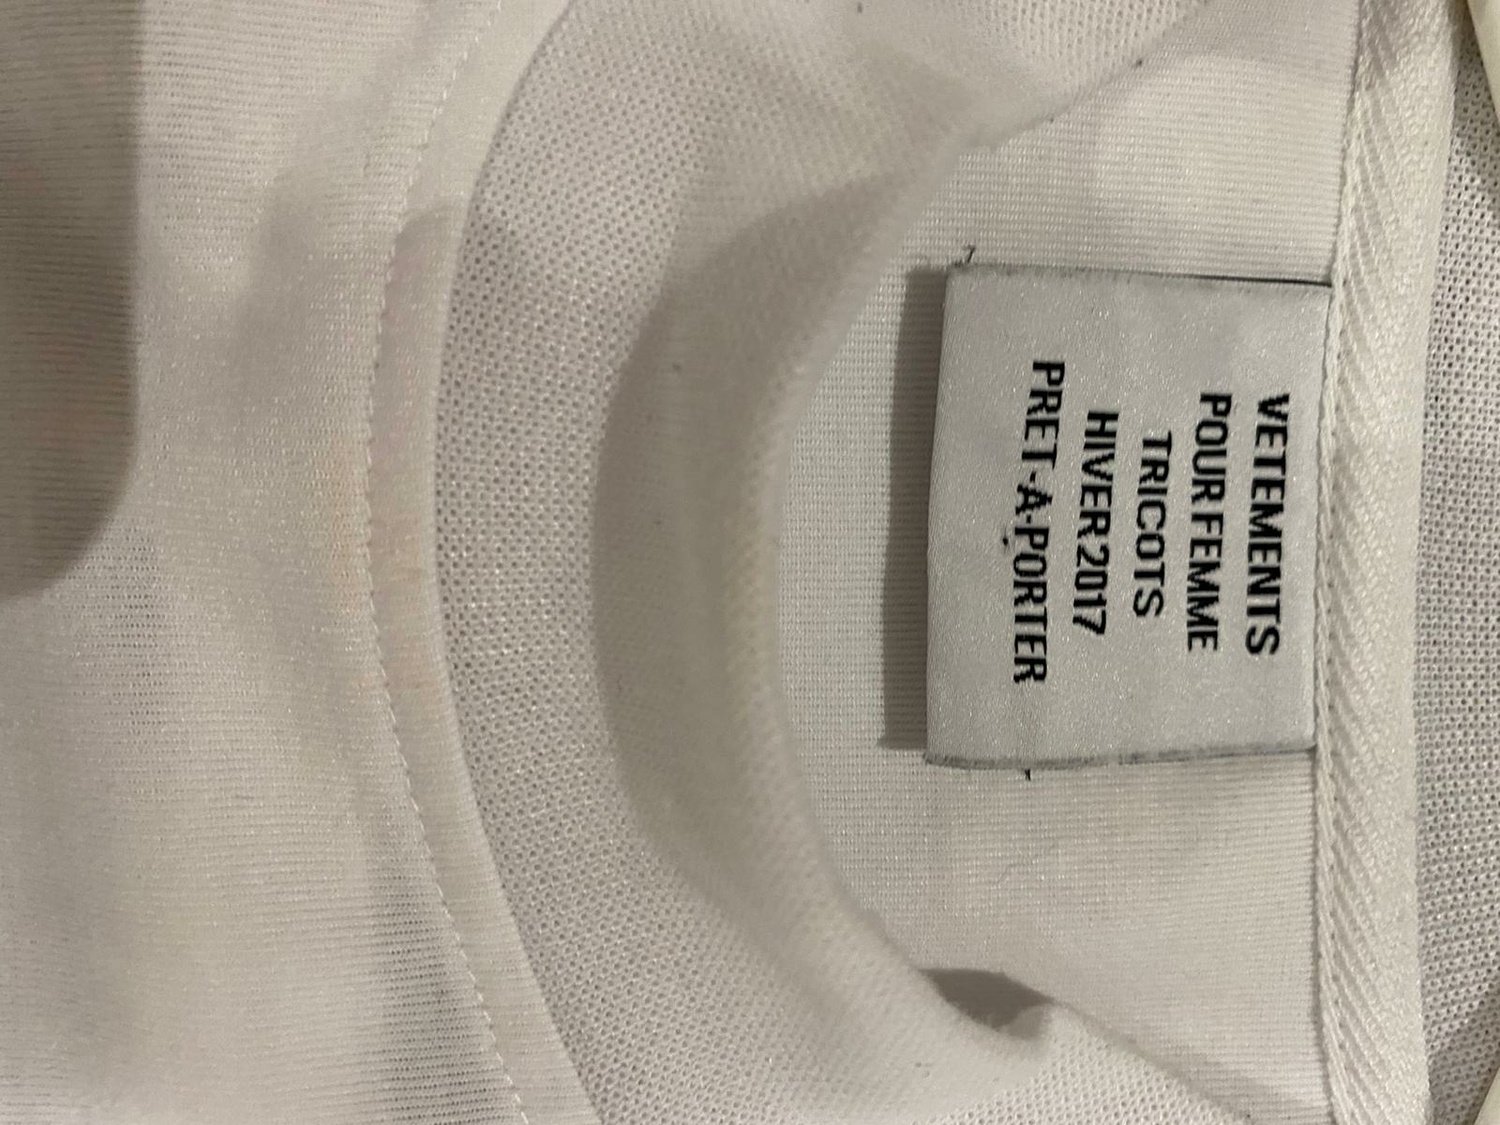 VETEMENTS
POUR FEMME
TRICOTS
HIVER 2017
PRET-À-PORTER